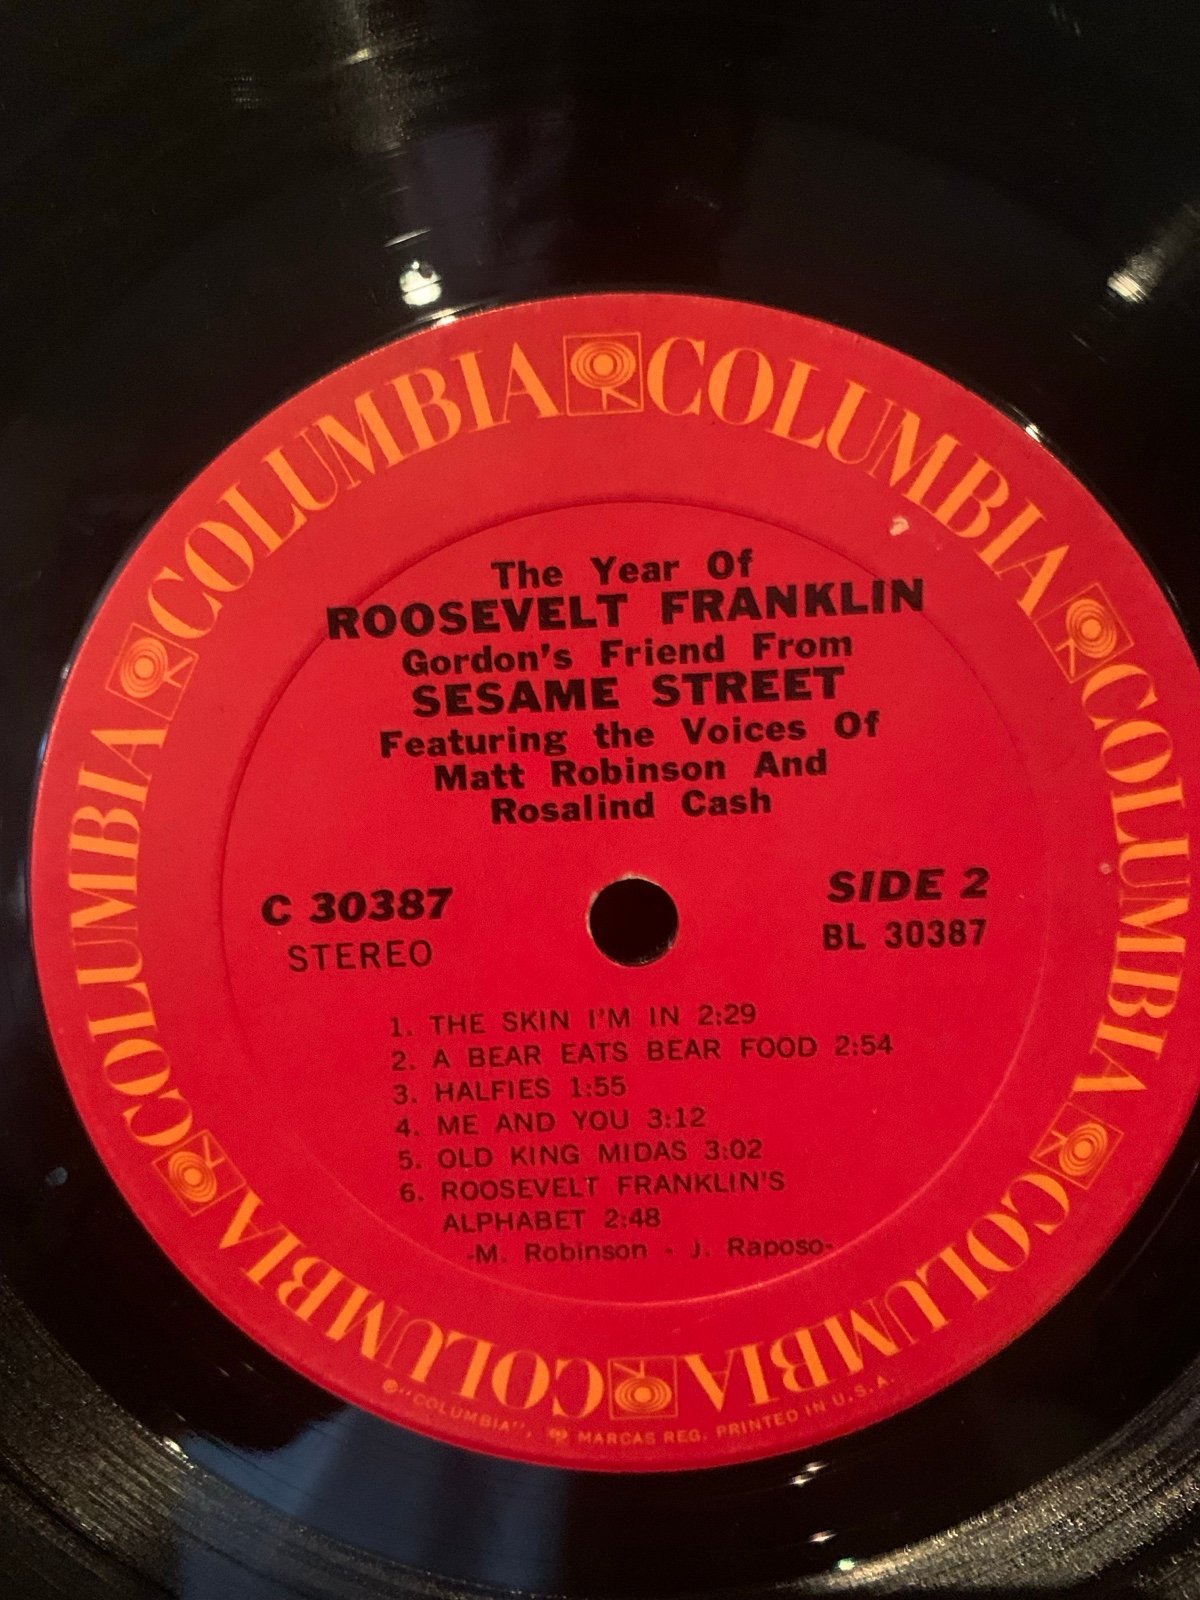 COLUMBIA COLUMBIA COLUMBIA COLUMBIA COLUMBIA COLUMBIA
The Year Of
ROOSEVELT FRANKLIN
Gordon's Friend From
SESAME STREET
Featuring the Voices Of
Matt Robinson And
Rosalind Cash
C 30387
STEREO
SIDE 2
BL 30387
1. THE SKIN I'M IN 2:29
2. A BEAR EATS BEAR FOOD 2:54
3. HALFIES 1:55
4. ME AND YOU 3:12
5. OLD KING MIDAS 3:02
6. ROOSEVELT FRANKLIN'S
ALPHABET 2:48
-M. Robinson - J. Raposo-
®"COLUMBIA", MARCAS REG. PRINTED IN U.S.A.